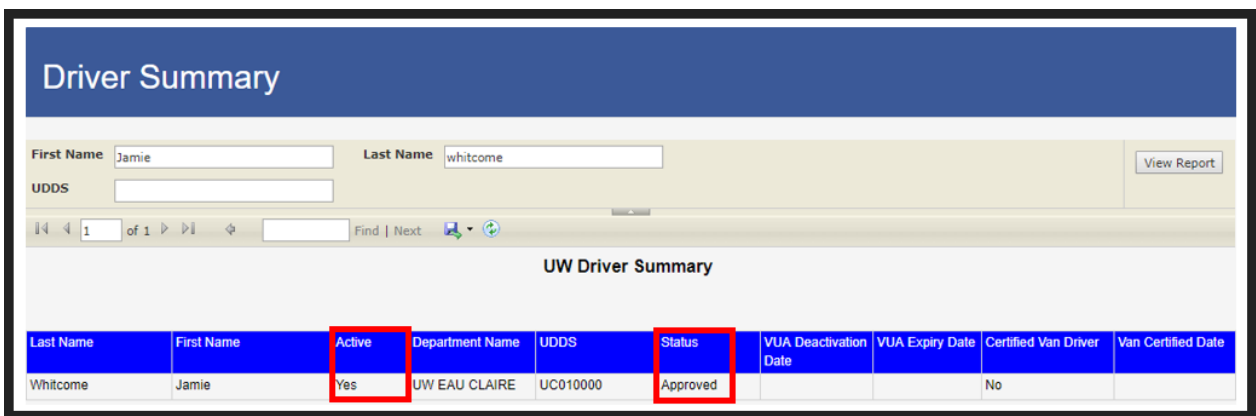 Driver Summary
First Name Jamie Last Name whitcome View Report
UDDS
1 of 1 Find | Next
UW Driver Summary
Last Name First Name Active Department Name UDDS Status VUA Deactivation Date VUA Expiry Date Certified Van Driver Van Certified Date
Whitcome Jamie Yes UW EAU CLAIRE UC010000 Approved No